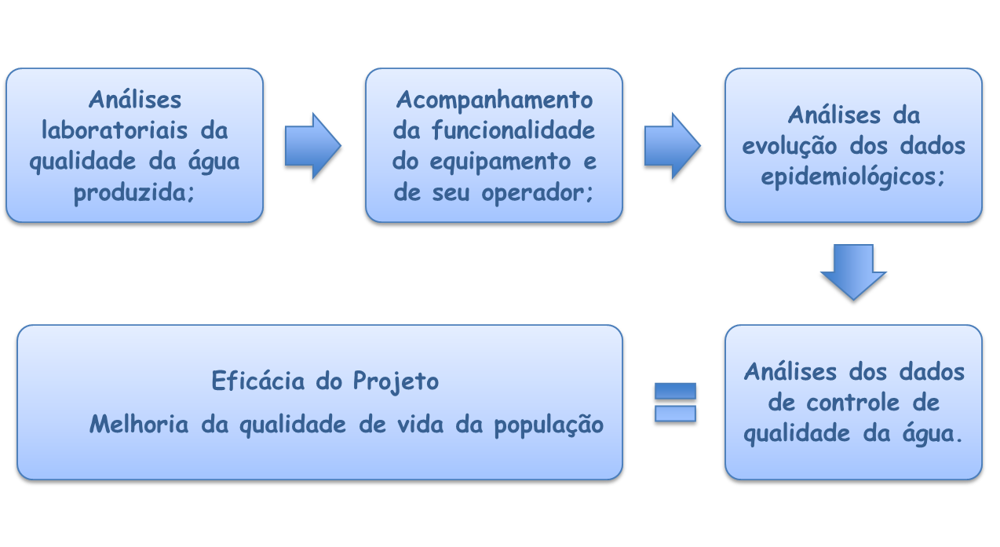 Análises
laboratoriais da
qualidade da água
produzida;
Acompanhamento
da funcionalidade
do equipamento e
de seu operador;
Análises da
evolução dos dados
epidemiológicos;
Análises dos dados
de controle de
qualidade da água.
Eficácia do Projeto
Melhoria da qualidade de vida da população